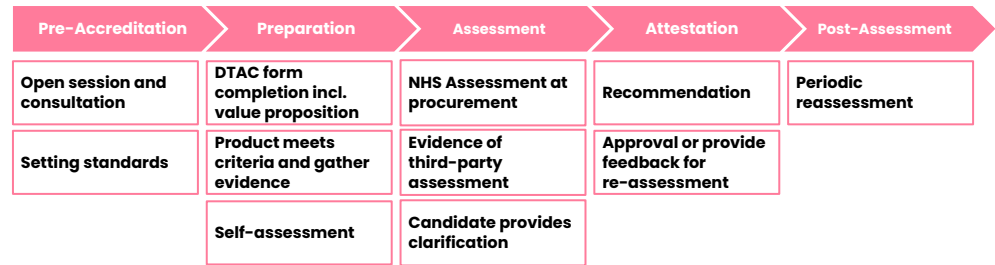 Pre-Accreditation
Preparation
Assessment
Attestation
Post-Assessment
Open session and
consultation
DTAC form
completion incl.
value proposition
NHS Assessment at
procurement
Recommendation
Periodic
reassessment
Setting standards
Product meets
criteria and gather
evidence
Evidence of
third-party
assessment
Approval or provide
feedback for
re-assessment
Self-assessment
Candidate provides
clarification